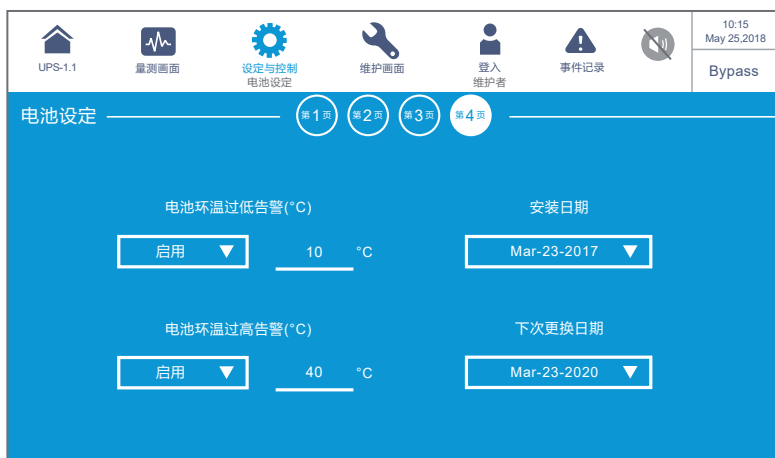 UPS-1.1
量测画面
设定与控制
电池设定
维护画面
登入
维护者
事件记录
10:15
May 25,2018
Bypass
电池设定
第1页
第2页
第3页
第4页
电池环温过低告警(°C)
安装日期
启用
10
°C
Mar-23-2017
电池环温过高告警(°C)
下次更换日期
启用
40
°C
Mar-23-2020